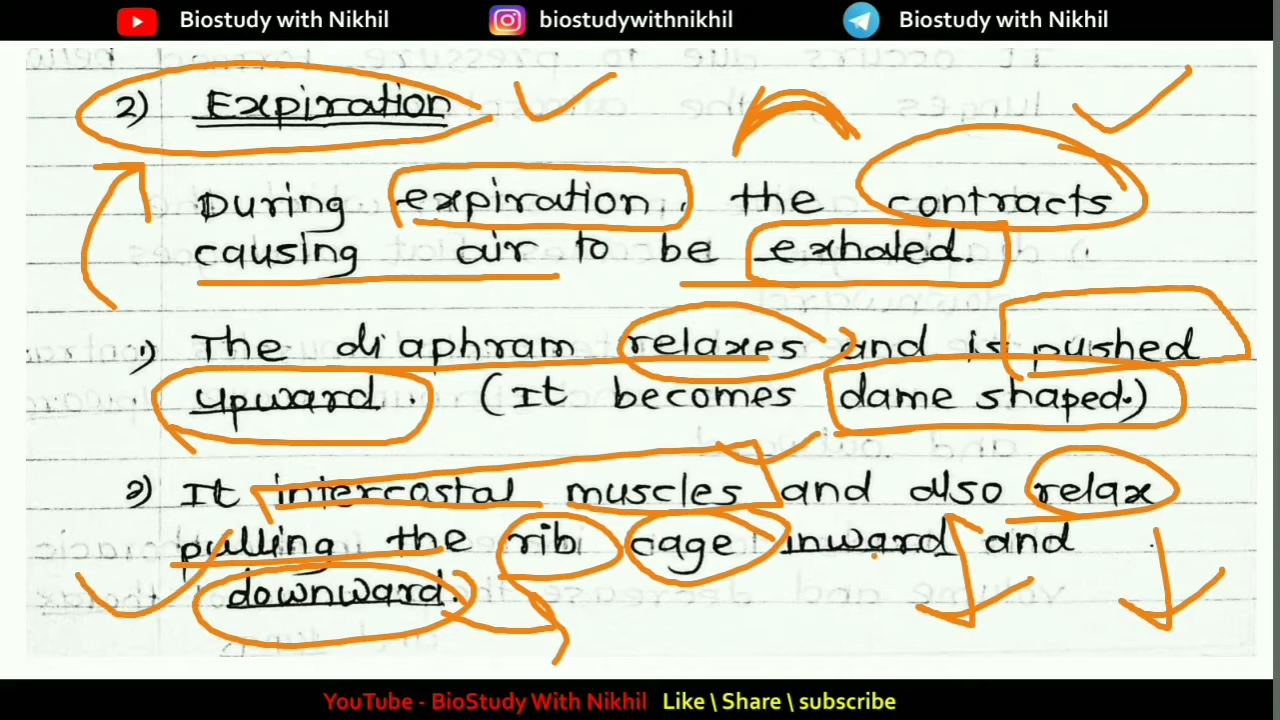 Biostudy with Nikhil biostudywithnikhil Biostudy with Nikhil
2) Expiration
During expiration. the contracts
causing air to be exhaled.
1) The diaphram relaxes and is pushed
upward. (It becomes dame shaped.)
2) It intercostal muscles and also relax
pulling the rib cage inward and
downward.
YouTube - BioStudy With Nikhil Like \ Share \ subscribe